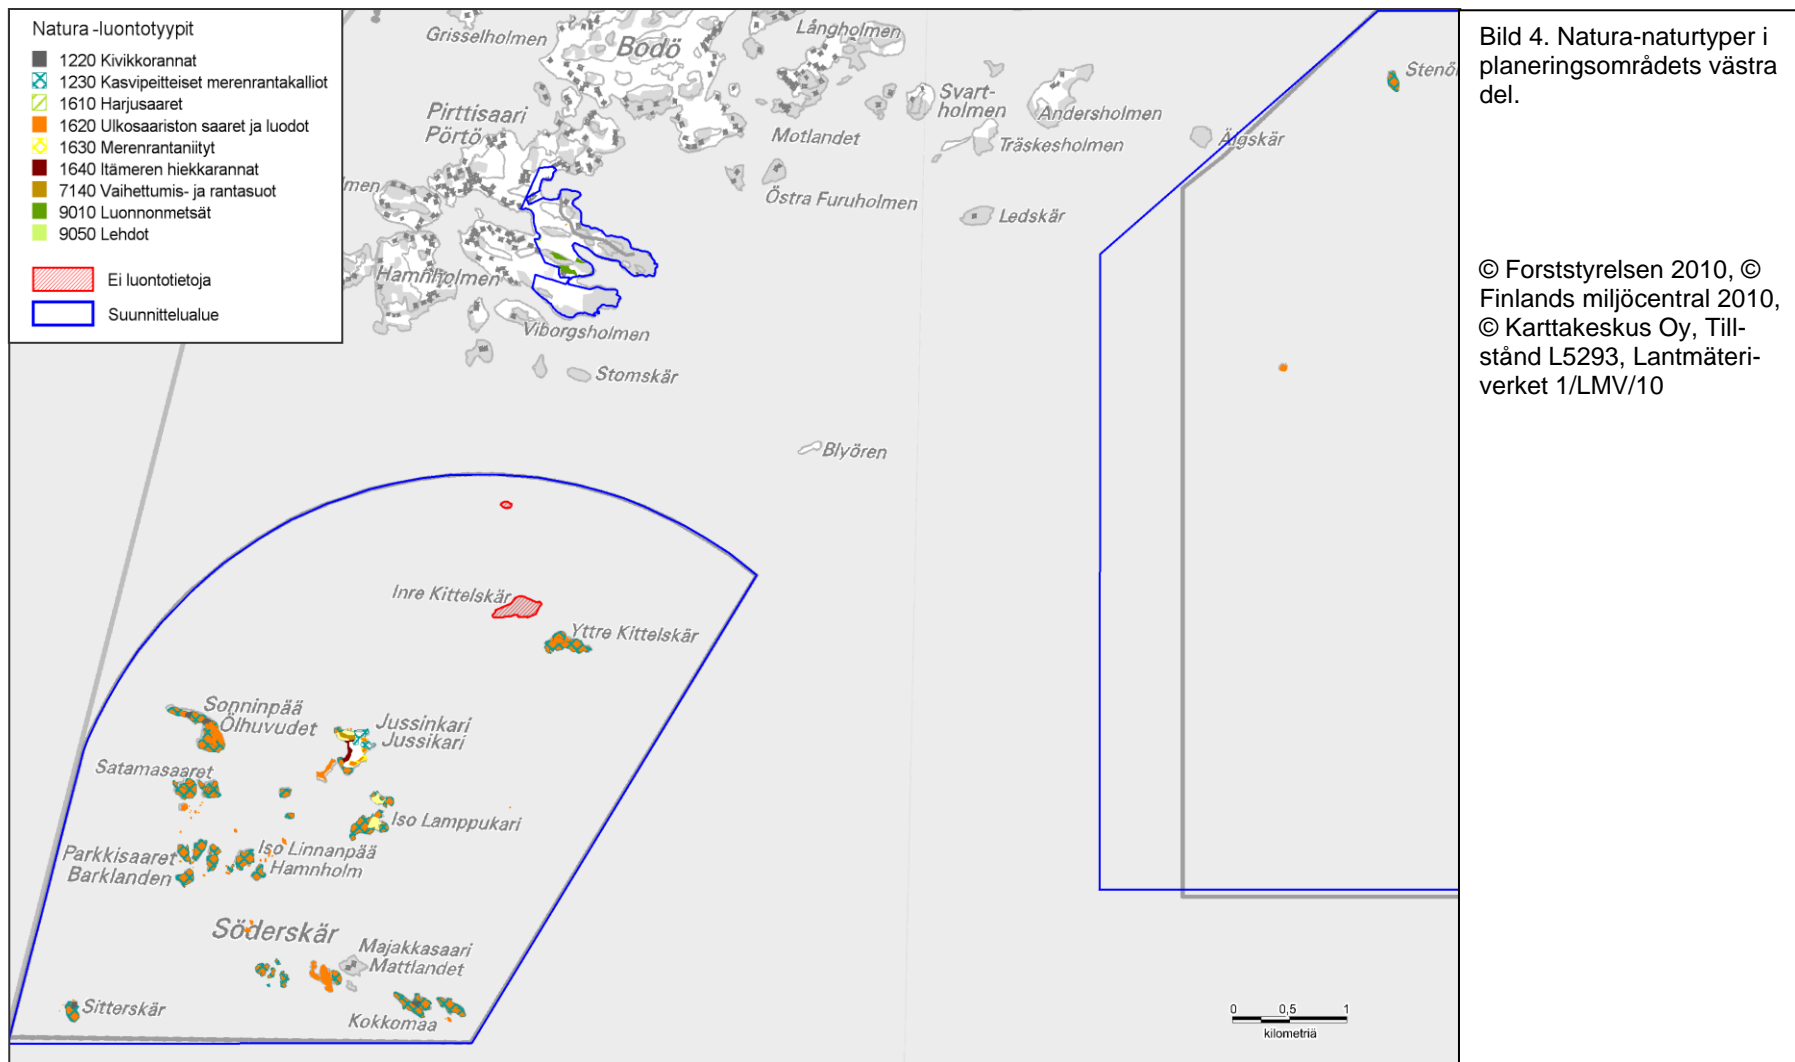 Natura -luontotyypit
1220 Kivikkorannat
1230 Kasvipeitteiset merenrantakalliot
1610 Harjusaaret
1620 Ulkosaariston saaret ja luodot
1630 Merenrantaniityt
1640 Itämeren hiekkarannat
7140 Vaihettumis- ja rantasuot
9010 Luonnonmetsät
9050 Lehdot
Ei luontotietoja
Suunnittelualue
Grisselholmen
Bodö
Långholmen
Pirttisaari
Pörtö
Motlandet
Svart-
holmen
Andersholmen
Träskesholmen
Älgskär
Östra Furuholmen
Ledskär
lmen
Hamnholmen
Viborgsholmen
Stomskär
Blyören
Stenör
Inre Kittelskär
Yttre Kittelskär
Sonninpää
Ölhuvudet
Jussinkari
Jussikari
Satamasaaret
Iso Lamppukari
Parkkisaaret
Barklanden
Iso Linnanpää
Hamnholm
Söderskär
Majakkasaari
Mattlandet
Sitterskär
Kokkomaa
0 0,5 1
kilometriä
Bild 4. Natura-naturtyper i
planeringsområdets västra
del.
© Forststyrelsen 2010, ©
Finlands miljöcentral 2010,
© Karttakeskus Oy, Till-
stånd L5293, Lantmäteri-
verket 1/LMV/10